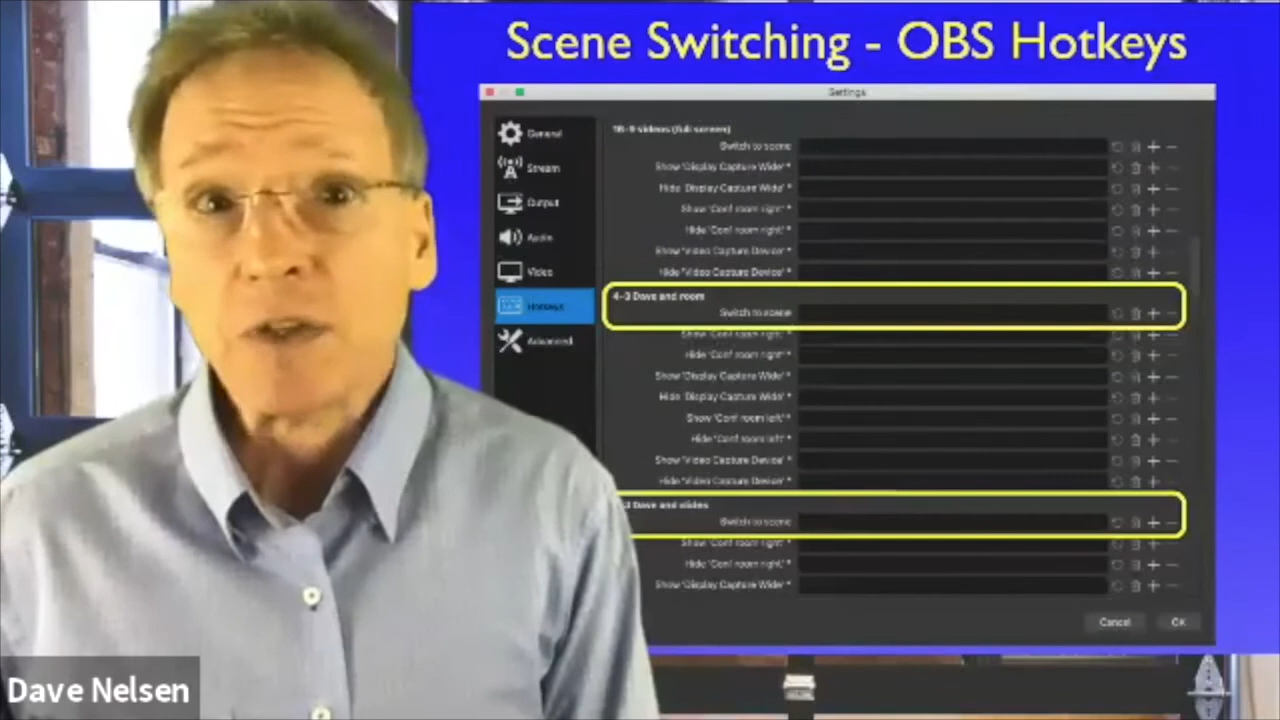 Scene Switching - OBS Hotkeys
Settings
General
Stream
Output
Audio
Video
Hotkeys
Advanced
16-9 videos (full screen)
Switch to scene
Show 'Display Capture Wide' *
Hide 'Display Capture Wide' *
Show 'Conf room right' *
Hide 'Conf room right' *
Show 'Video Capture Device' *
Hide 'Video Capture Device' *
4-3 Dave and room
Switch to scene
Show 'Conf room right' *
Hide 'Conf room right' *
Show 'Display Capture Wide' *
Hide 'Display Capture Wide' *
Show 'Conf room left' *
Hide 'Conf room left' *
Show 'Video Capture Device' *
Hide 'Video Capture Device' *
Dave and slides
Switch to scene
Show 'Conf room right' *
Hide 'Conf room right' *
Show 'Display Capture Wide' *
Cancel
OK
Dave Nelsen